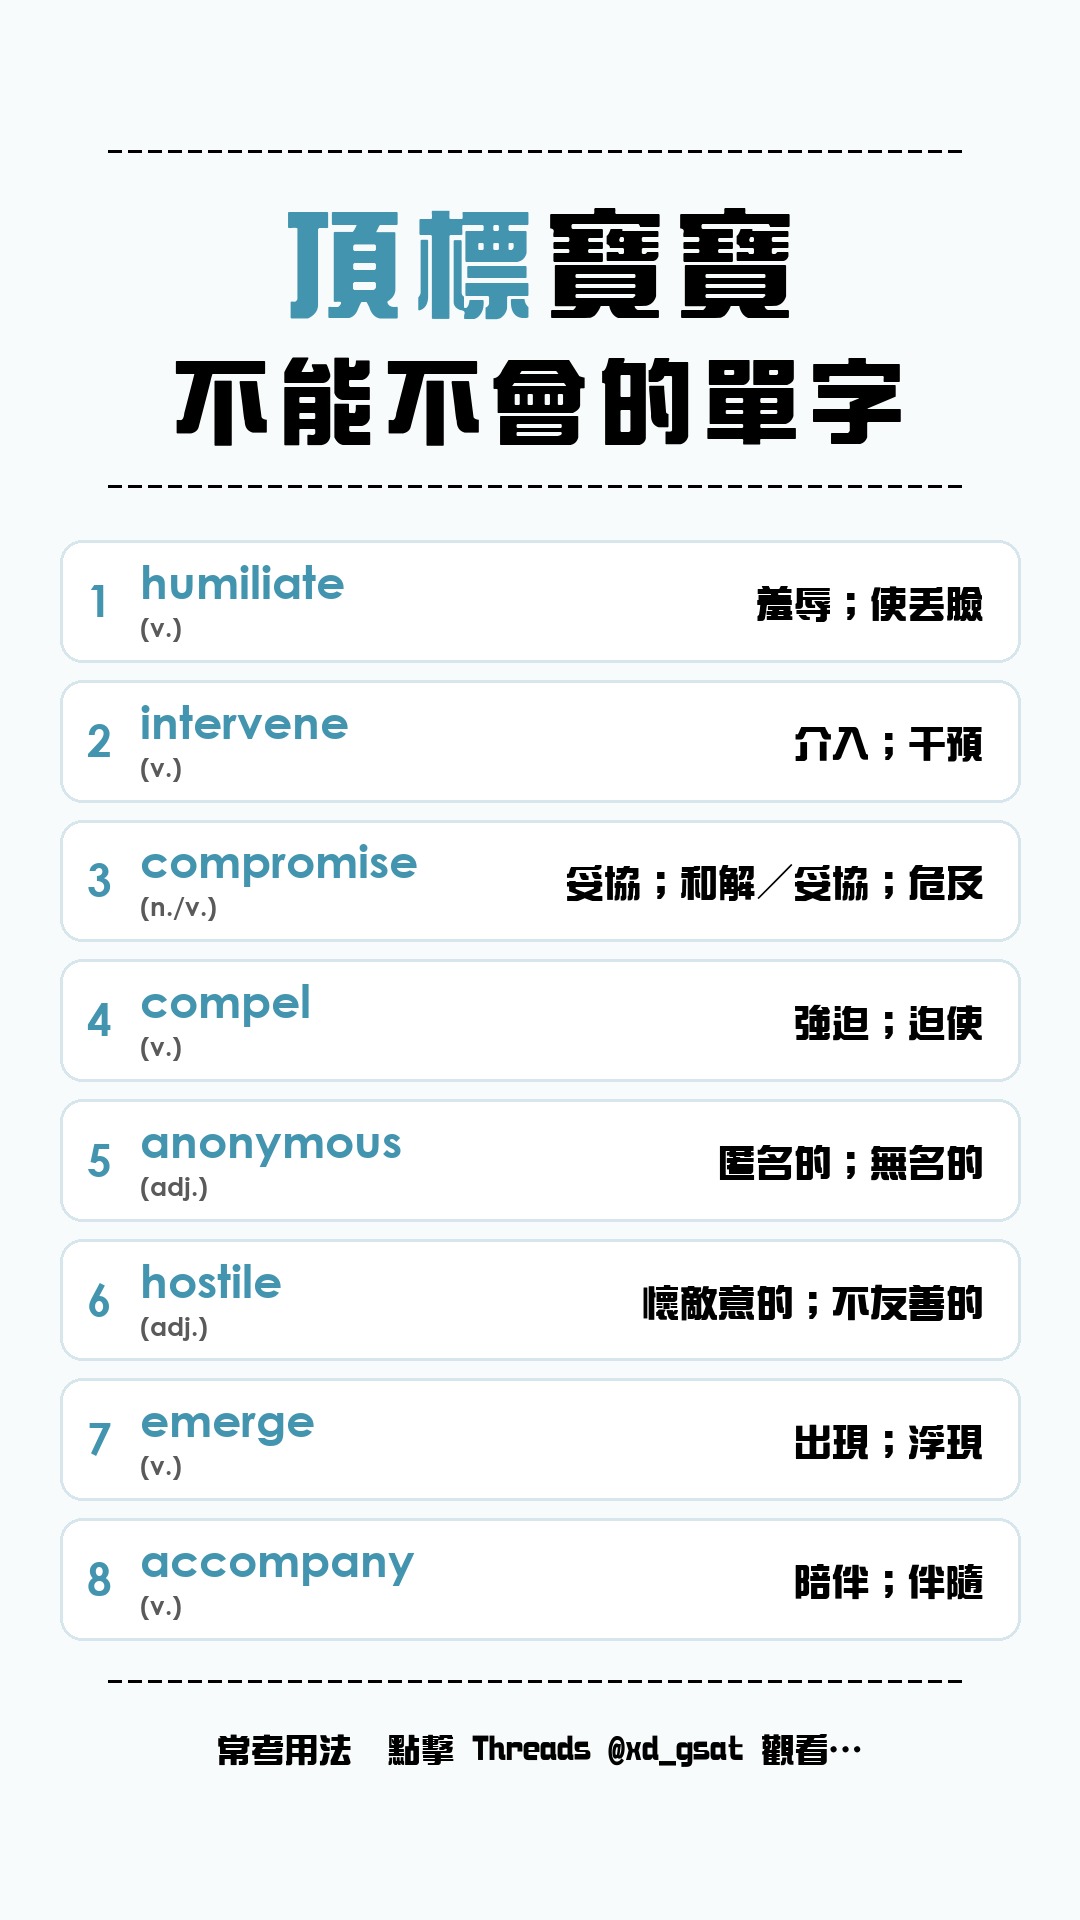 頂標寶寶
不能不會的單字
1 humiliate
(v.)
羞辱；使丟臉
2 intervene
(v.)
介入；干預
3 compromise
(n./v.)
妥協；和解／妥協；危及
4 compel
(v.)
強迫；迫使
5 anonymous
(adj.)
匿名的；無名的
6 hostile
(adj.)
懷敵意的；不友善的
7 emerge
(v.)
出現；浮現
8 accompany
(v.)
陪伴；伴隨
常考用法　點擊 Threads @xd_gsat 觀看…